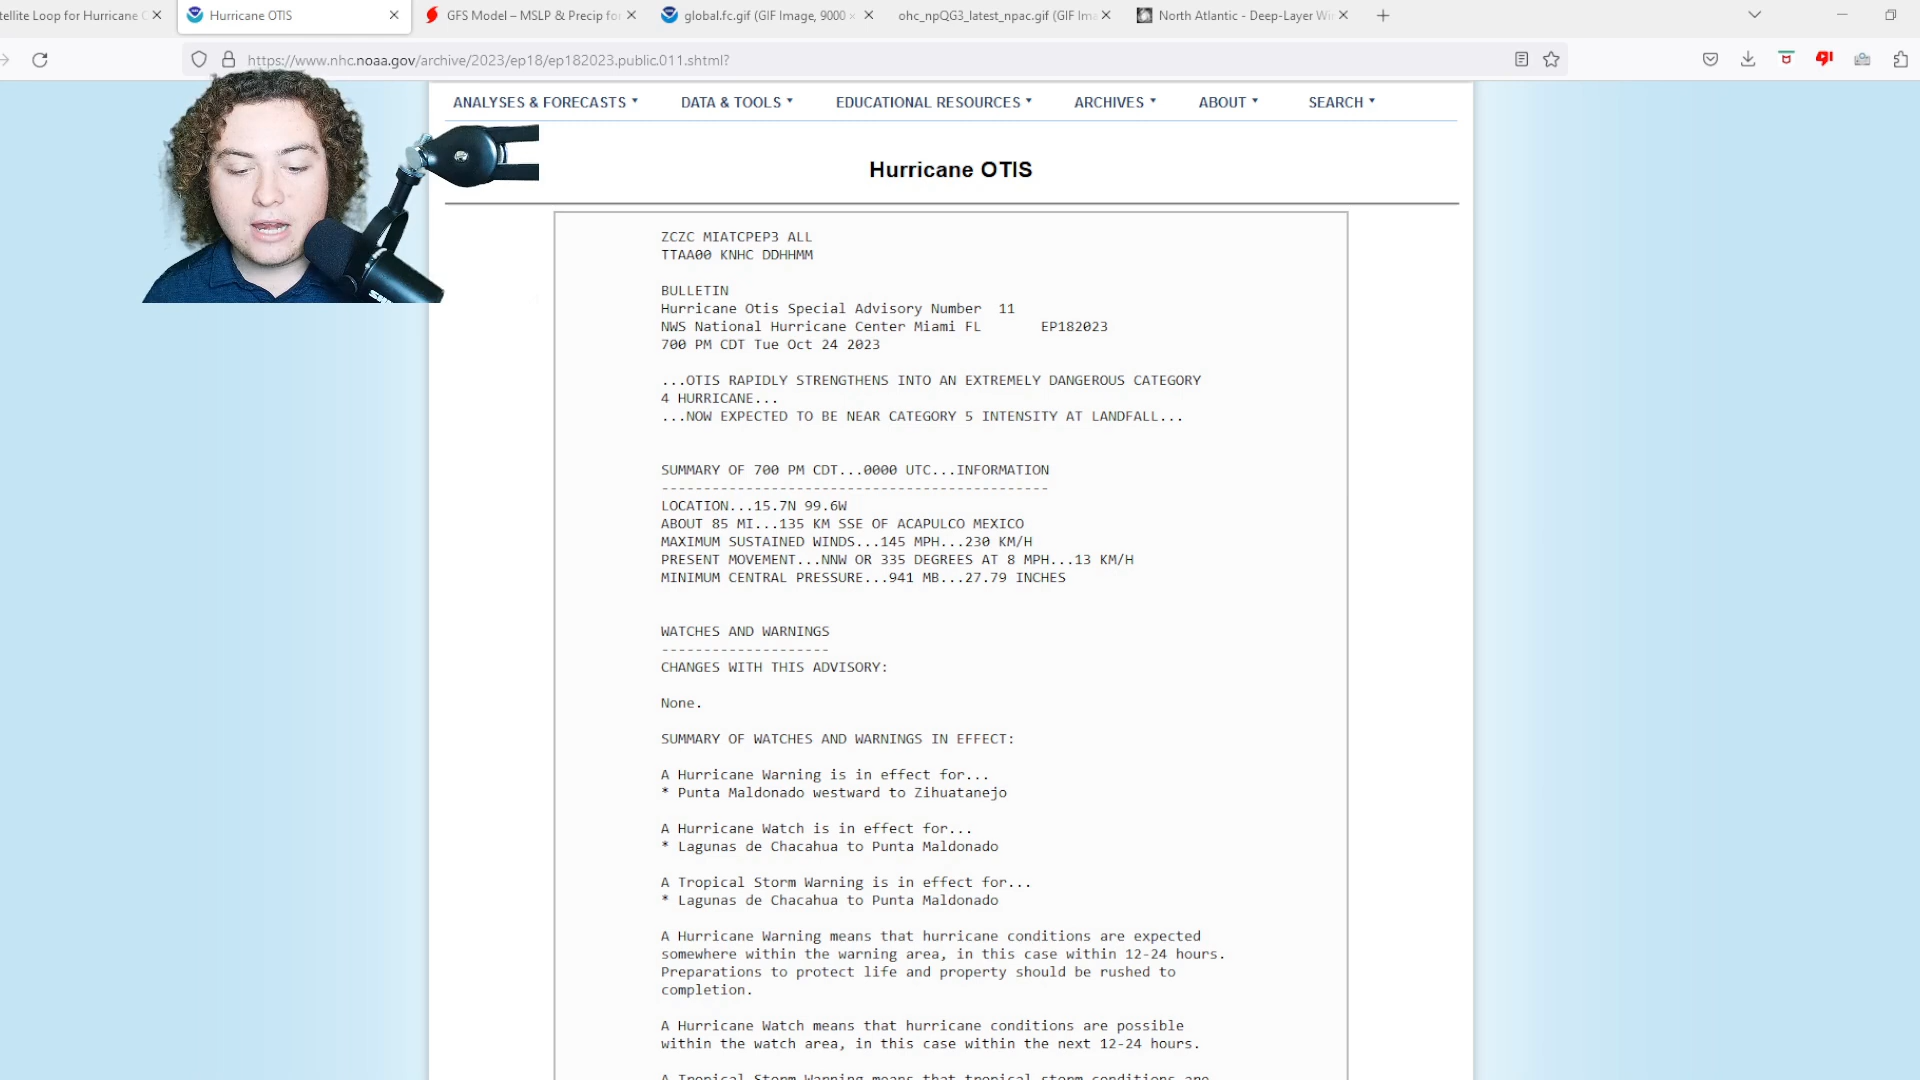 tellite Loop for Hurricane
Hurricane OTIS
GFS Model – MSLP & Precip fo
global.fc.gif (GIF Image, 9000 ×
ohc_npQG3_latest_npac.gif (GIF Im
North Atlantic - Deep-Layer Wi
https://www.nhc.noaa.gov/archive/2023/ep18/ep182023.public.011.shtml?
ANALYSES & FORECASTS
DATA & TOOLS
EDUCATIONAL RESOURCES
ARCHIVES
ABOUT
SEARCH
Hurricane OTIS
ZCZC MIATCPEP3 ALL
TTAA00 KNHC DDHHMM
BULLETIN
Hurricane Otis Special Advisory Number 11
NWS National Hurricane Center Miami FL EP182023
700 PM CDT Tue Oct 24 2023
...OTIS RAPIDLY STRENGTHENS INTO AN EXTREMELY DANGEROUS CATEGORY
4 HURRICANE...
...NOW EXPECTED TO BE NEAR CATEGORY 5 INTENSITY AT LANDFALL...
SUMMARY OF 700 PM CDT...0000 UTC...INFORMATION
----------------------------------------------
LOCATION...15.7N 99.6W
ABOUT 85 MI...135 KM SSE OF ACAPULCO MEXICO
MAXIMUM SUSTAINED WINDS...145 MPH...230 KM/H
PRESENT MOVEMENT...NNW OR 335 DEGREES AT 8 MPH...13 KM/H
MINIMUM CENTRAL PRESSURE...941 MB...27.79 INCHES
WATCHES AND WARNINGS
--------------------
CHANGES WITH THIS ADVISORY:
None.
SUMMARY OF WATCHES AND WARNINGS IN EFFECT:
A Hurricane Warning is in effect for...
* Punta Maldonado westward to Zihuatanejo
A Hurricane Watch is in effect for...
* Lagunas de Chacahua to Punta Maldonado
A Tropical Storm Warning is in effect for...
* Lagunas de Chacahua to Punta Maldonado
A Hurricane Warning means that hurricane conditions are expected
somewhere within the warning area, in this case within 12-24 hours.
Preparations to protect life and property should be rushed to
completion.
A Hurricane Watch means that hurricane conditions are possible
within the watch area, in this case within the next 12-24 hours.
A Tropical Storm Warning means that tropical storm conditions are